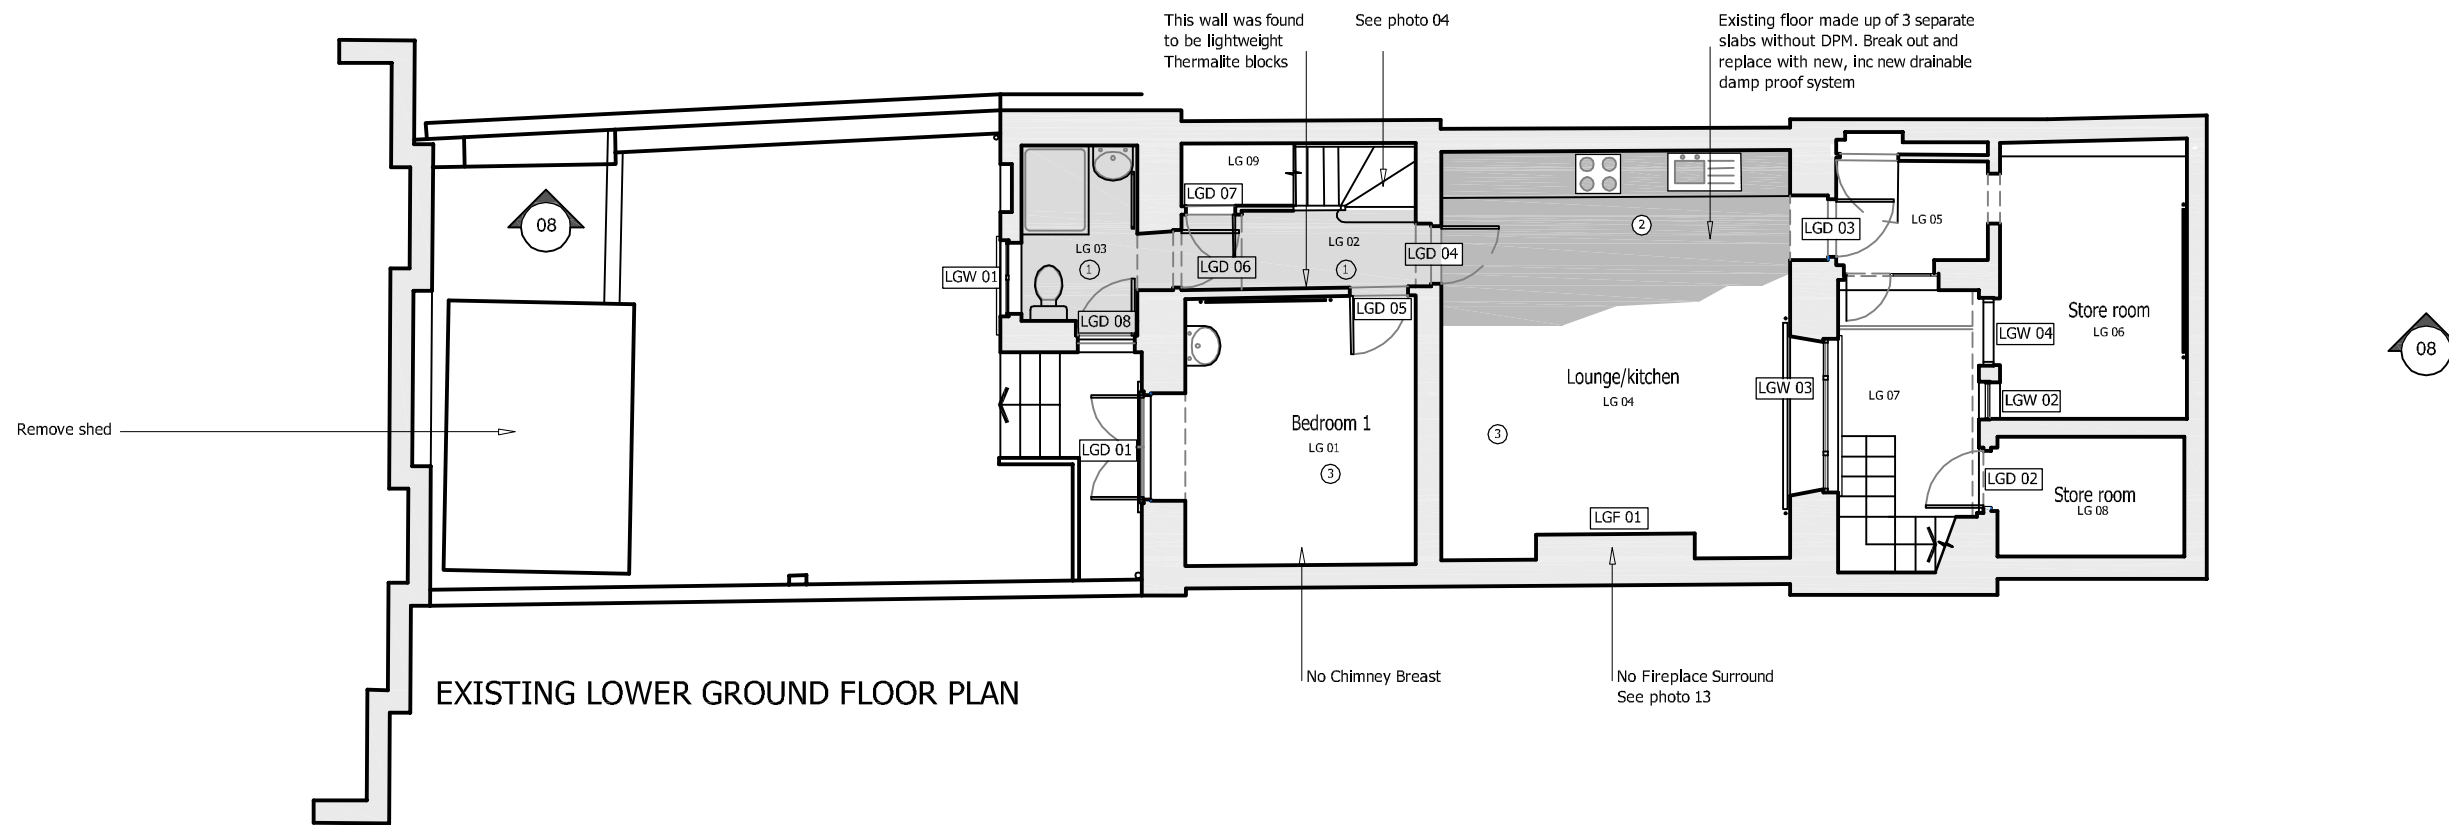 This wall was found
to be lightweight
Thermalite blocks
See photo 04
Existing floor made up of 3 separate
slabs without DPM. Break out and
replace with new, inc new drainable
damp proof system
LG 09
LGD 07
08
LG 03
1
LGW 01
LGD 06
LG 02
1
LGD 04
2
LGD 03
LG 05
LGD 08
LGD 05
Store room
LG 06
LGW 04
08
Lounge/kitchen
LG 04
LGW 03
LG 07
LGW 02
Remove shed
LGD 01
Bedroom 1
LG 01
3
3
LGD 02
Store room
LG 08
LGF 01
No Chimney Breast
No Fireplace Surround
See photo 13
EXISTING LOWER GROUND FLOOR PLAN